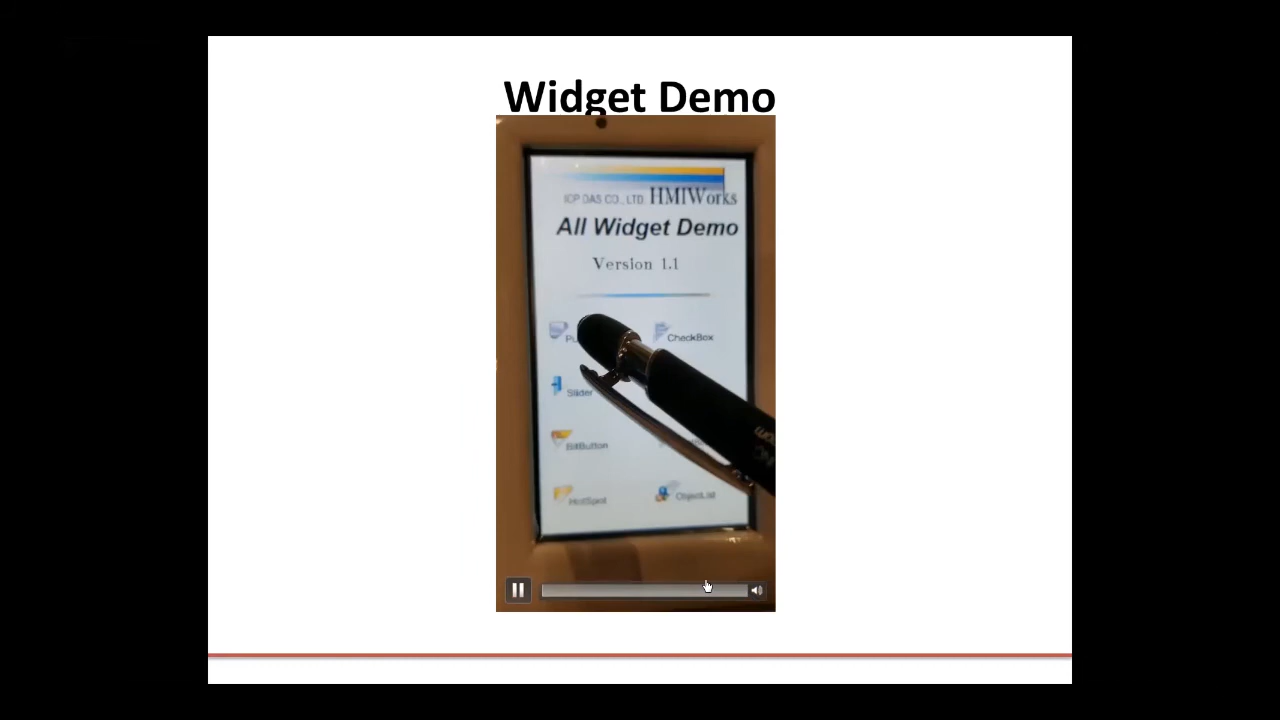 Widget Demo
ICP DAS CO., LTD. HMIWorks
All Widget Demo
Version 1.1
CheckBox
Slider
BitButton
HotSpot
ObjectList